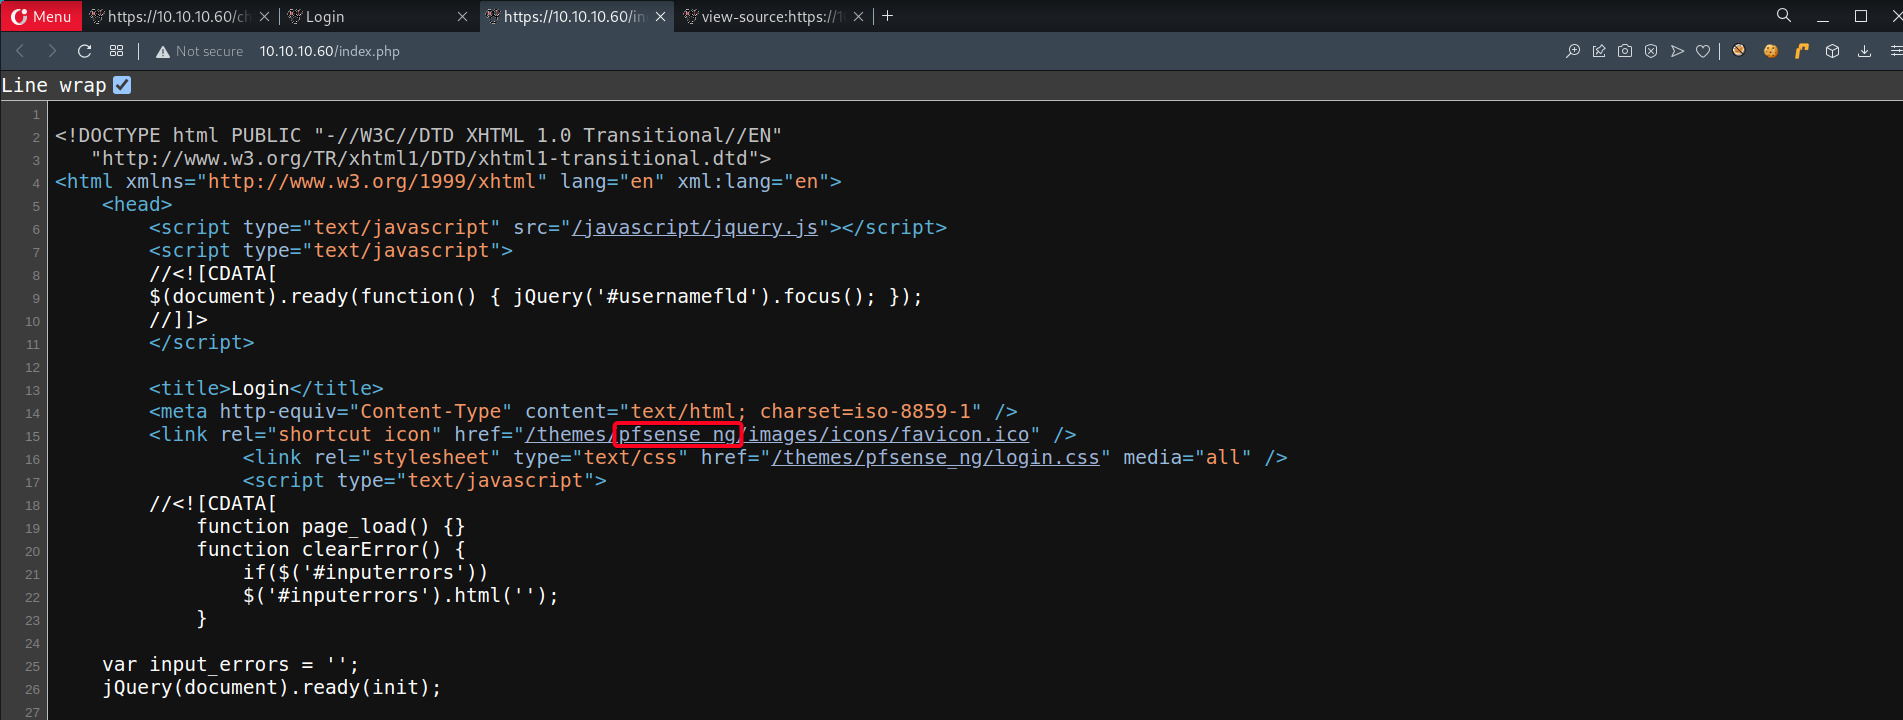 Menu https://10.10.10.60/ch Login https://10.10.10.60/in view-source:https://1
Not secure 10.10.10.60/index.php
Line wrap
1
2 <!DOCTYPE html PUBLIC "-//W3C//DTD XHTML 1.0 Transitional//EN"
3 "http://www.w3.org/TR/xhtml1/DTD/xhtml1-transitional.dtd">
4 <html xmlns="http://www.w3.org/1999/xhtml" lang="en" xml:lang="en">
5 <head>
6 <script type="text/javascript" src="/javascript/jquery.js"></script>
7 <script type="text/javascript">
8 //<![CDATA[
9 $(document).ready(function() { jQuery('#usernamefld').focus(); });
10 //]]>
11 </script>
12
13 <title>Login</title>
14 <meta http-equiv="Content-Type" content="text/html; charset=iso-8859-1" />
15 <link rel="shortcut icon" href="/themes/pfsense_ng/images/icons/favicon.ico" />
16 <link rel="stylesheet" type="text/css" href="/themes/pfsense_ng/login.css" media="all" />
17 <script type="text/javascript">
18 //<![CDATA[
19 function page_load() {}
20 function clearError() {
21 if($('#inputerrors'))
22 $('#inputerrors').html('');
23 }
24
25 var input_errors = '';
26 jQuery(document).ready(init);
27